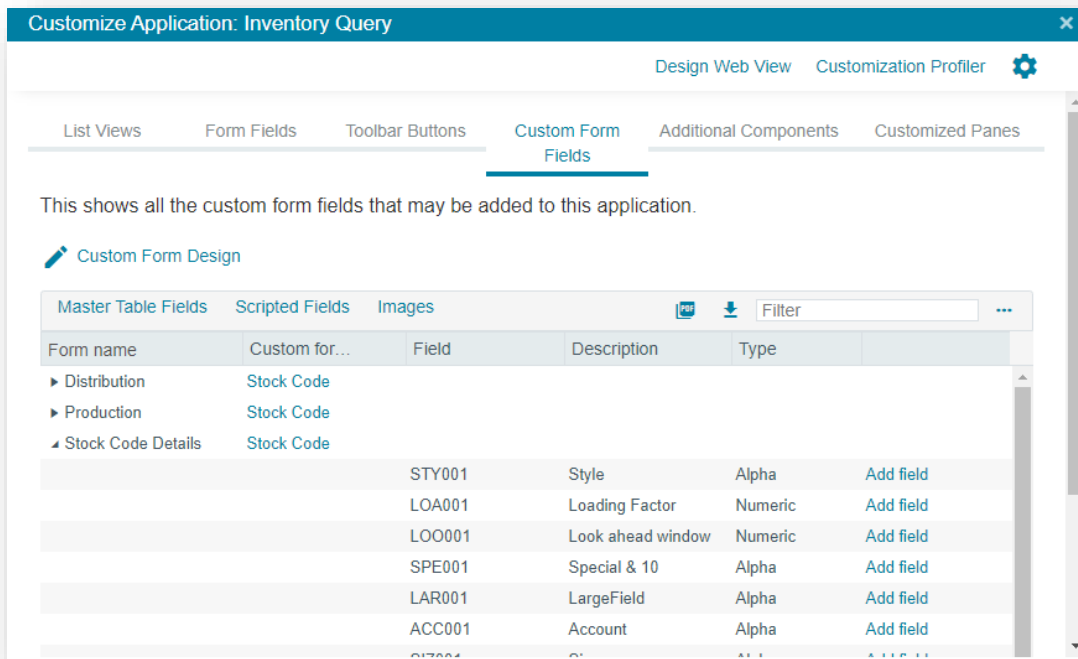 Customize Application: Inventory Query
Design Web View Customization Profiler
List Views Form Fields Toolbar Buttons Custom Form Fields Additional Components Customized Panes
This shows all the custom form fields that may be added to this application.
Custom Form Design
Master Table Fields Scripted Fields Images PDF Filter ...
Form name Custom for... Field Description Type
Distribution Stock Code
Production Stock Code
Stock Code Details Stock Code
STY001 Style Alpha Add field
LOA001 Loading Factor Numeric Add field
LOO001 Look ahead window Numeric Add field
SPE001 Special & 10 Alpha Add field
LAR001 LargeField Alpha Add field
ACC001 Account Alpha Add field